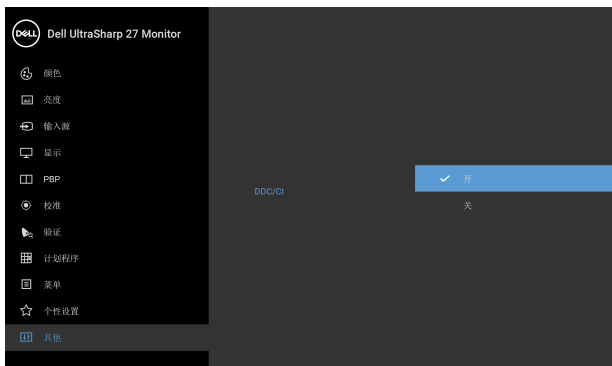 DELL Dell UltraSharp 27 Monitor
颜色
亮度
输入源
显示
PBP
校准
验证
计划程序
菜单
个性设置
其他
DDC/CI
开
关